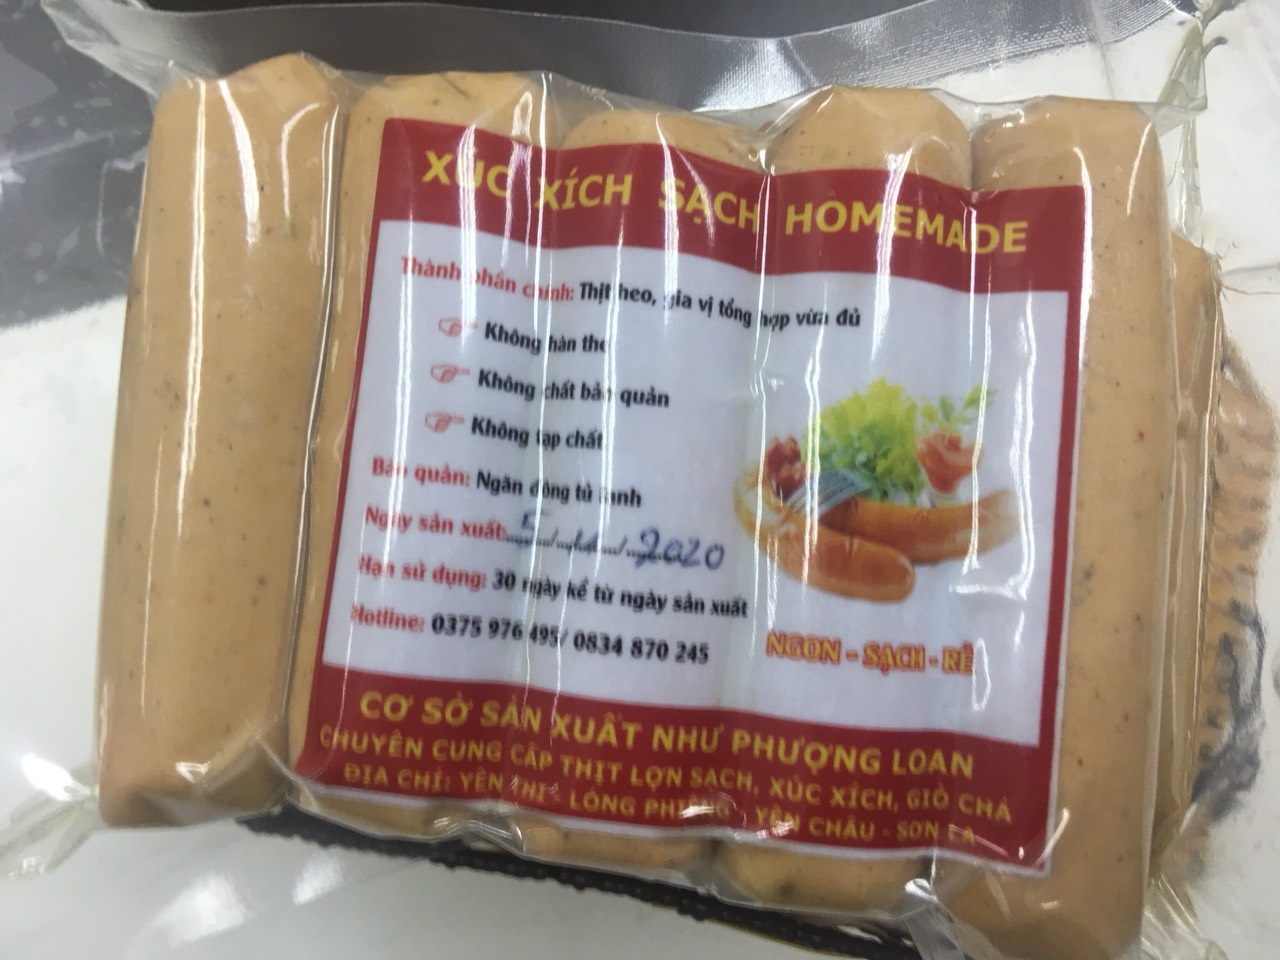 XÚC XÍCH SẠCH HOMEMADE
Thành phần chính: Thịt heo, gia vị tổng hợp vừa đủ
Không hàn the
Không chất bảo quản
Không tạp chất
Bảo quản: Ngăn đông tủ lạnh
Ngày sản xuất:....5..../......./...2020
Hạn sử dụng: 30 ngày kể từ ngày sản xuất
Hotline: 0375 976 495/ 0834 870 245
NGON - SẠCH - RẺ
CƠ SỞ SẢN XUẤT NHƯ PHƯỢNG LOAN
CHUYÊN CUNG CẤP THỊT LỢN SẠCH, XÚC XÍCH, GIÒ CHẢ
ĐỊA CHỈ: YÊN THI - LÓNG PHIÊNG - YÊN CHÂU - SƠN LA